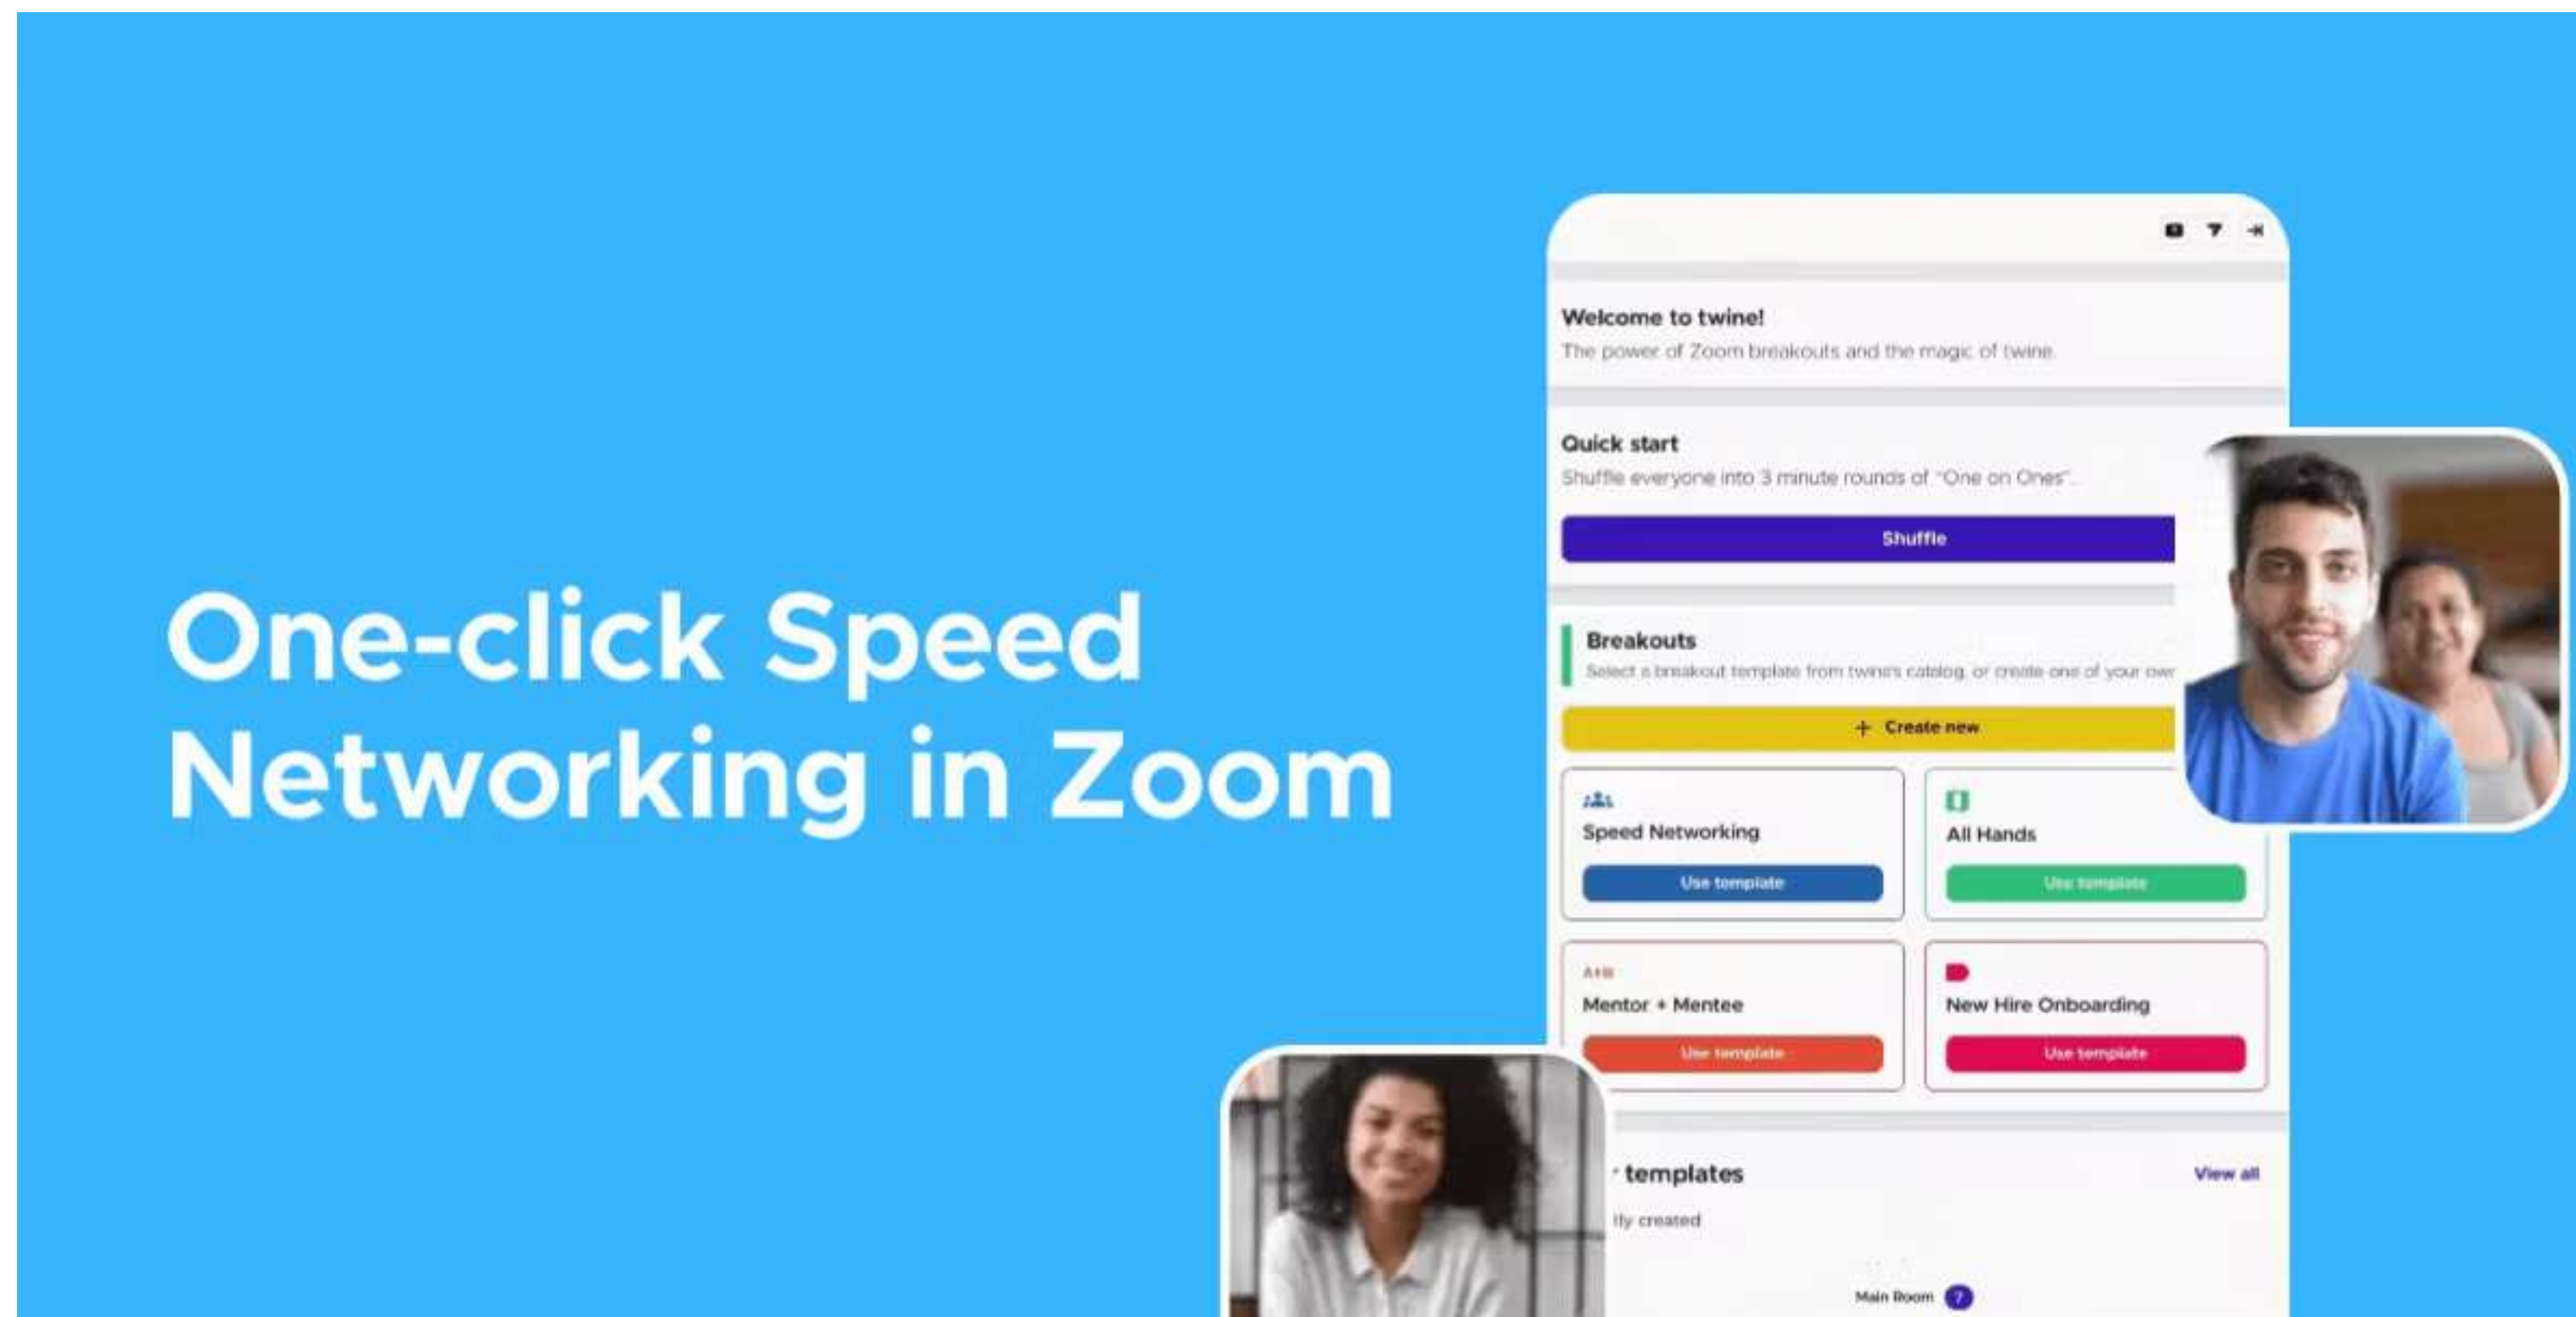 One-click Speed
Networking in Zoom
Welcome to twine!
The power of Zoom breakouts and the magic of twine.
Quick start
Shuffle everyone into 3 minute rounds of "One on Ones".
Shuffle
Breakouts
Select a breakout template from twine's catalog, or create one of your own
+ Create new
Speed Networking
Use template
All Hands
Use template
A+B
Mentor + Mentee
Use template
New Hire Onboarding
Use template
templates
View all
created
Main Room 7